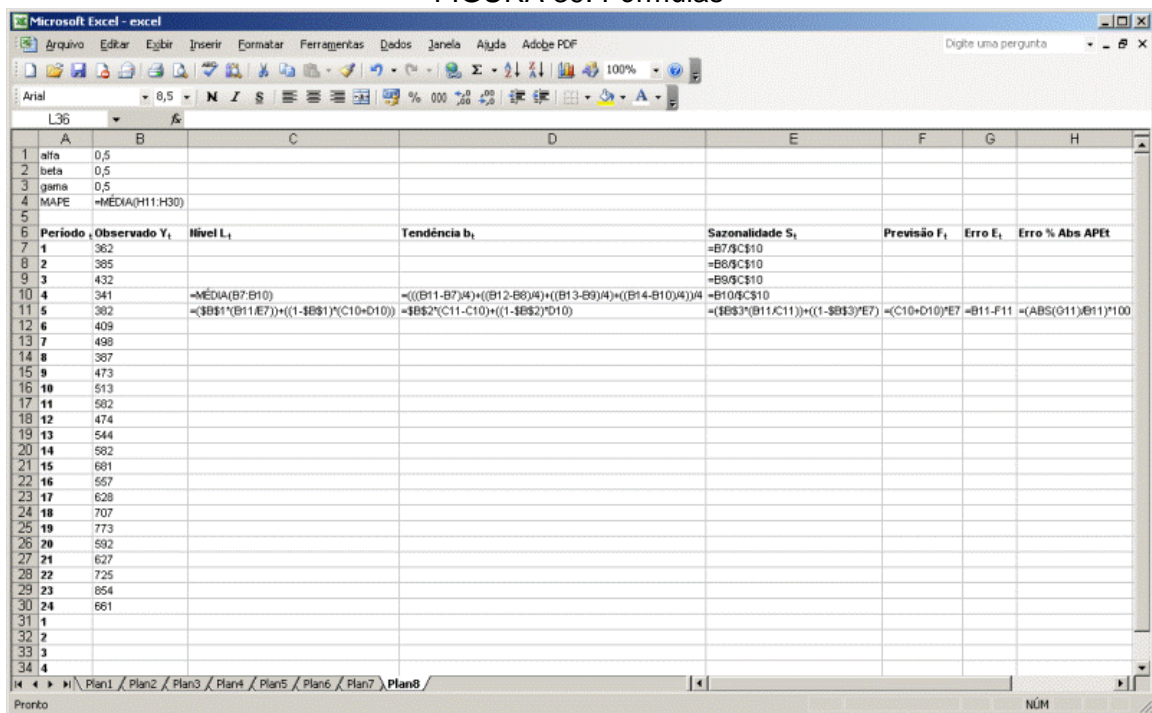 Microsoft Excel - excel
Arquivo Editar Exibir Inserir Formatar Ferramentas Dados Janela Ajuda Adobe PDF Digite uma pergunta
100%
Arial 8,5 N I S % 000
L36 fx
A B C D E F G H
1 alfa 0,5
2 beta 0,5
3 gama 0,5
4 MAPE =MÉDIA(H11:H30)
5
6 Período t Observado Yt Nível Lt Tendência bt Sazonalidade St Previsão Ft Erro Et Erro % Abs APEt
7 1 362 =B7/$C$10
8 2 385 =B8/$C$10
9 3 432 =B9/$C$10
10 4 341 =MÉDIA(B7:B10) =(((B11-B7)/4)+((B12-B8)/4)+((B13-B9)/4)+((B14-B10)/4))/4 =B10/$C$10
11 5 382 =($B$1*(B11/E7))+((1-$B$1)*(C10+D10)) =$B$2*(C11-C10)+((1-$B$2)*D10) =($B$3*(B11/C11))+((1-$B$3)*E7) =(C10+D10)*E7 =B11-F11 =(ABS(G11)/B11)*100
12 6 409
13 7 498
14 8 387
15 9 473
16 10 513
17 11 582
18 12 474
19 13 544
20 14 582
21 15 681
22 16 557
23 17 628
24 18 707
25 19 773
26 20 592
27 21 627
28 22 725
29 23 854
30 24 661
31 1
32 2
33 3
34 4
Plan1 Plan2 Plan3 Plan4 Plan5 Plan6 Plan7 Plan8
Pronto NÚM